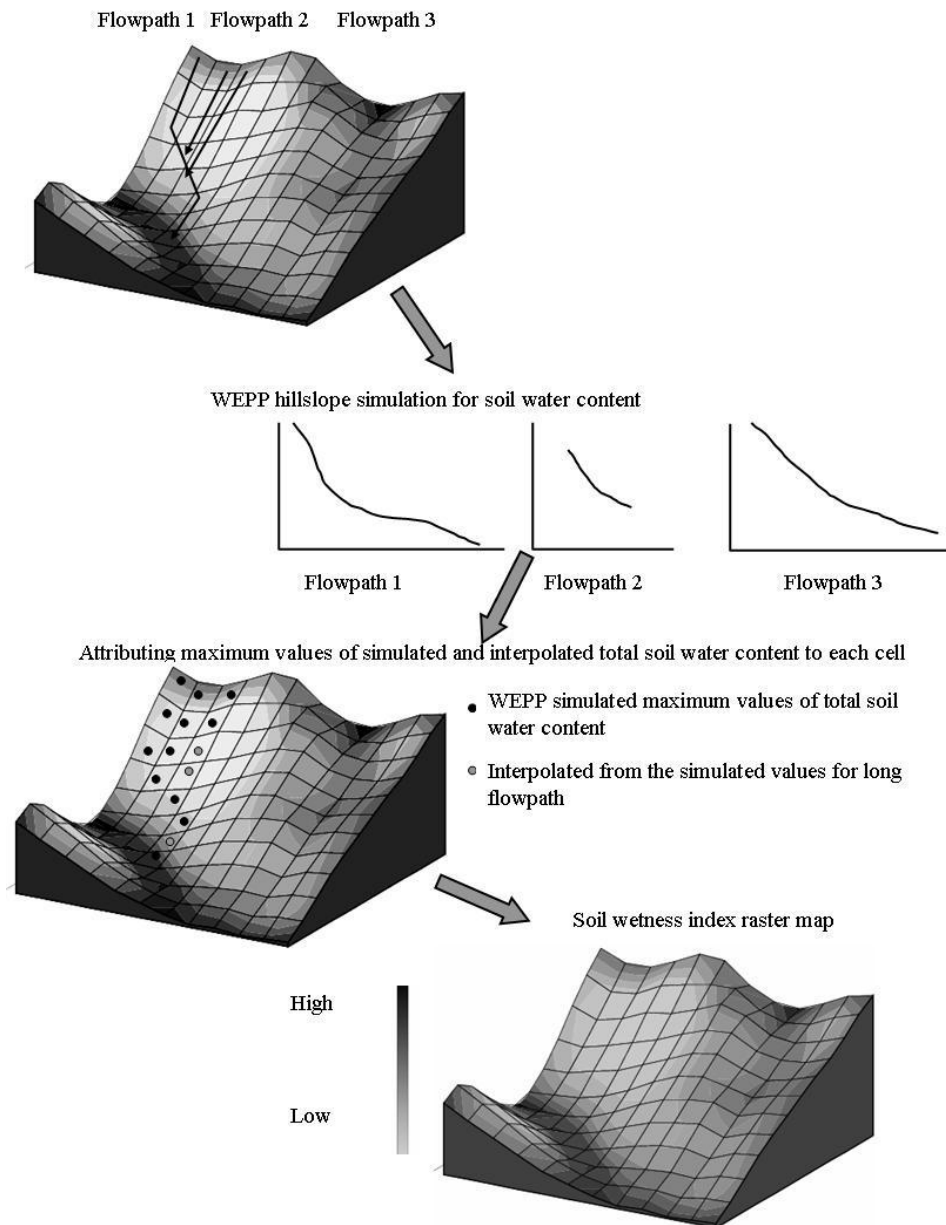 Flowpath 1 Flowpath 2 Flowpath 3
WEPP hillslope simulation for soil water content
Flowpath 1 Flowpath 2 Flowpath 3
Attributing maximum values of simulated and interpolated total soil water content to each cell
WEPP simulated maximum values of total soil
water content
Interpolated from the simulated values for long
flowpath
Soil wetness index raster map
High
Low